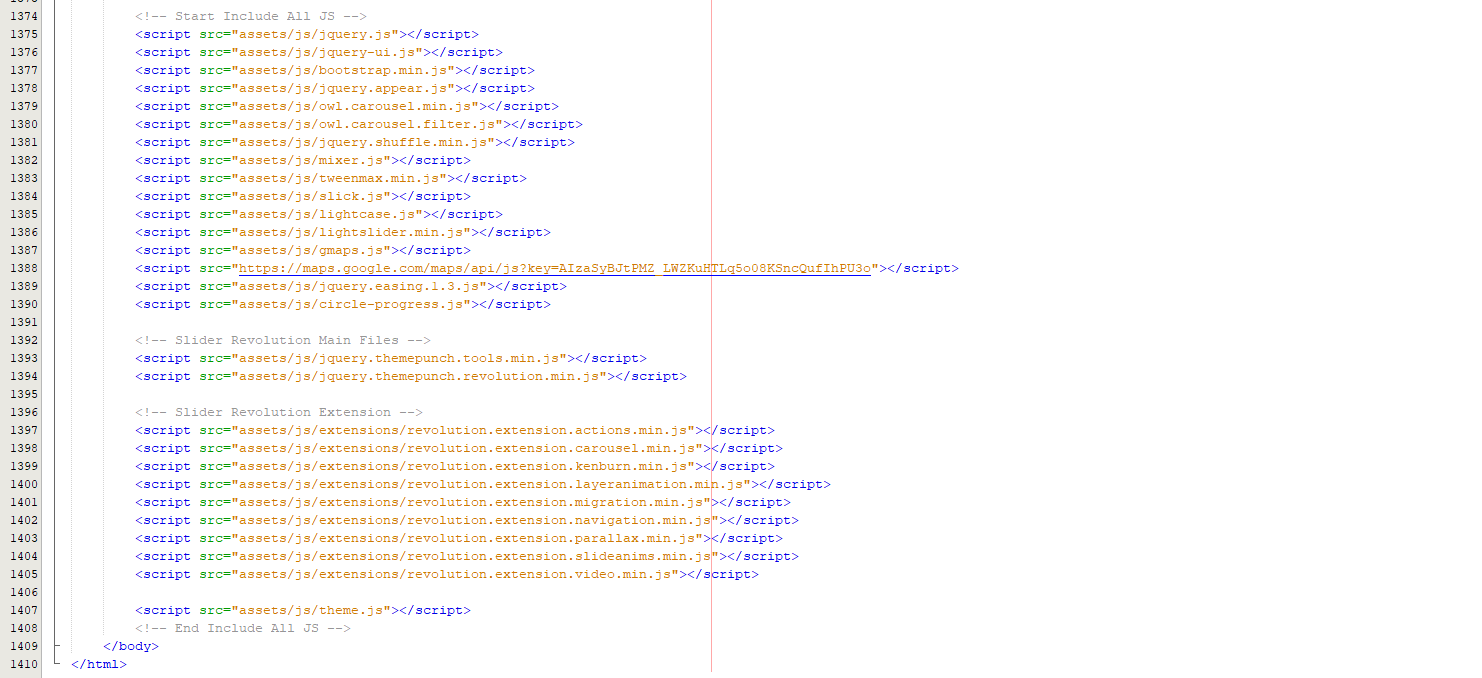 1374 <!-- Start Include All JS -->
1375 <script src="assets/js/jquery.js"></script>
1376 <script src="assets/js/jquery-ui.js"></script>
1377 <script src="assets/js/bootstrap.min.js"></script>
1378 <script src="assets/js/jquery.appear.js"></script>
1379 <script src="assets/js/owl.carousel.min.js"></script>
1380 <script src="assets/js/owl.carousel.filter.js"></script>
1381 <script src="assets/js/jquery.shuffle.min.js"></script>
1382 <script src="assets/js/mixer.js"></script>
1383 <script src="assets/js/tweenmax.min.js"></script>
1384 <script src="assets/js/slick.js"></script>
1385 <script src="assets/js/lightcase.js"></script>
1386 <script src="assets/js/lightslider.min.js"></script>
1387 <script src="assets/js/gmaps.js"></script>
1388 <script src="https://maps.google.com/maps/api/js?key=AIzaSyBJtPMZ_LWZKuHTLq5o08KSncQufIhPU3o"></script>
1389 <script src="assets/js/jquery.easing.1.3.js"></script>
1390 <script src="assets/js/circle-progress.js"></script>
1391
1392 <!-- Slider Revolution Main Files -->
1393 <script src="assets/js/jquery.themepunch.tools.min.js"></script>
1394 <script src="assets/js/jquery.themepunch.revolution.min.js"></script>
1395
1396 <!-- Slider Revolution Extension -->
1397 <script src="assets/js/extensions/revolution.extension.actions.min.js"></script>
1398 <script src="assets/js/extensions/revolution.extension.carousel.min.js"></script>
1399 <script src="assets/js/extensions/revolution.extension.kenburn.min.js"></script>
1400 <script src="assets/js/extensions/revolution.extension.layeranimation.min.js"></script>
1401 <script src="assets/js/extensions/revolution.extension.migration.min.js"></script>
1402 <script src="assets/js/extensions/revolution.extension.navigation.min.js"></script>
1403 <script src="assets/js/extensions/revolution.extension.parallax.min.js"></script>
1404 <script src="assets/js/extensions/revolution.extension.slideanims.min.js"></script>
1405 <script src="assets/js/extensions/revolution.extension.video.min.js"></script>
1406
1407 <script src="assets/js/theme.js"></script>
1408 <!-- End Include All JS -->
1409 </body>
1410 </html>